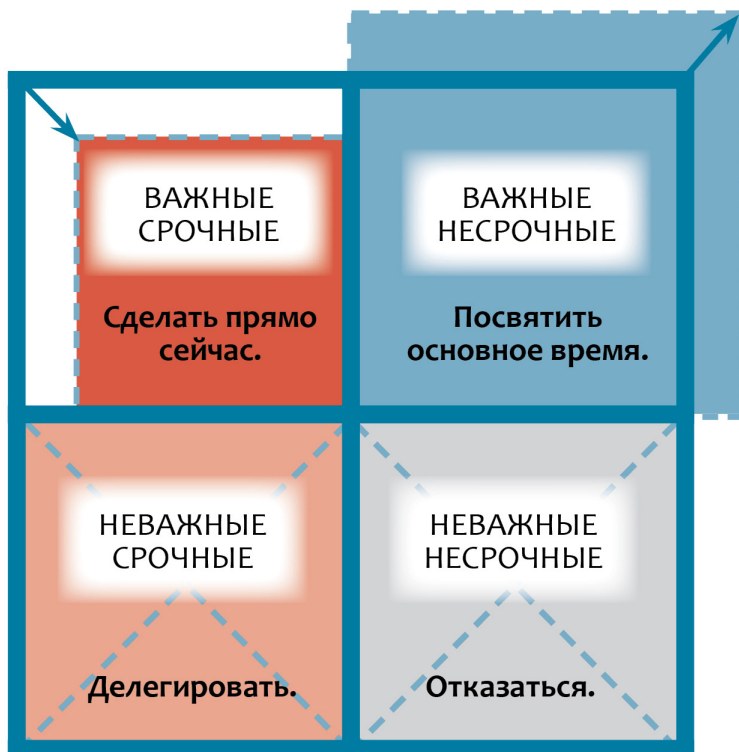 ВАЖНЫЕ
СРОЧНЫЕ
Сделать прямо
сейчас.
ВАЖНЫЕ
НЕСРОЧНЫЕ
Посвятить
основное время.
НЕВАЖНЫЕ
СРОЧНЫЕ
Делегировать.
НЕВАЖНЫЕ
НЕСРОЧНЫЕ
Отказаться.